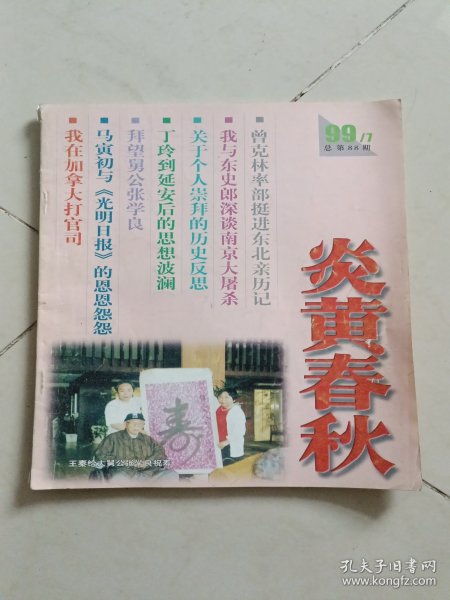 99/7
总第88期
炎黄春秋
曾克林率部挺进东北亲历记
我与东史郎深谈南京大屠杀
关于个人崇拜的历史反思
丁玲到延安后的思想波澜
拜望舅公张学良
马寅初与《光明日报》的恩恩怨怨
我在加拿大打官司
寿
孔夫子旧书网
www.kongfz.com